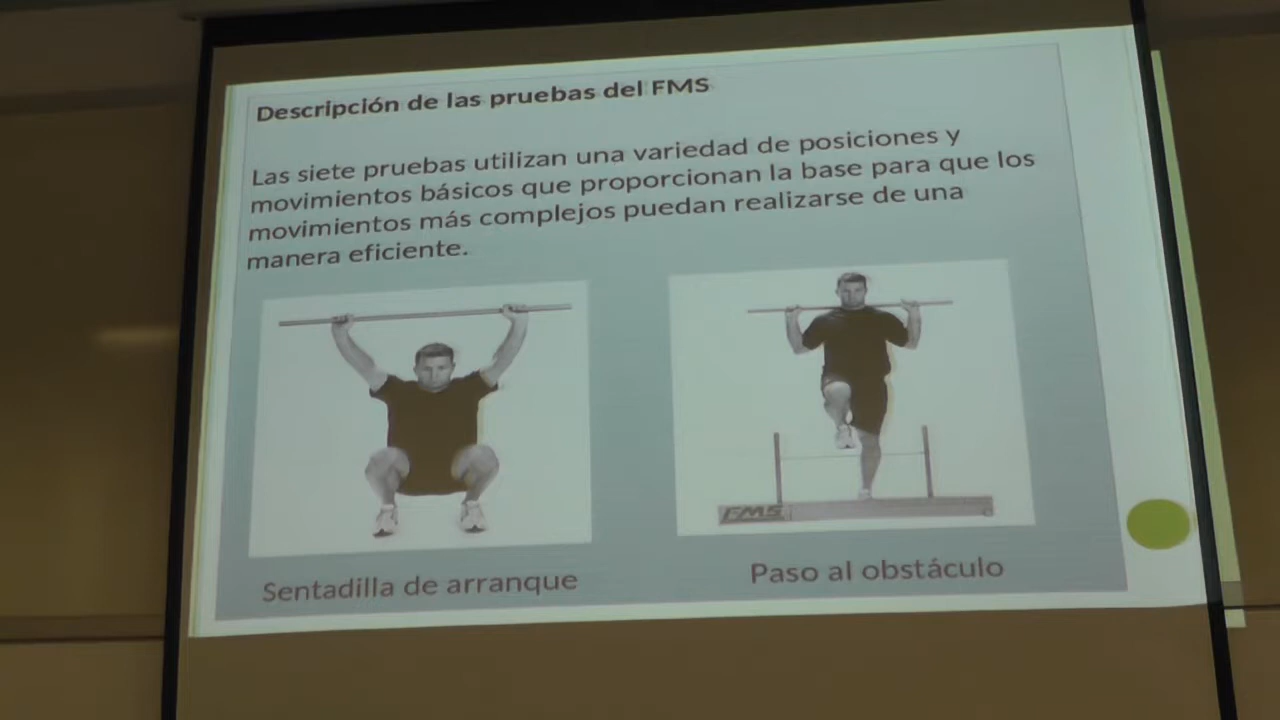 Descripción de las pruebas del FMS
Las siete pruebas utilizan una variedad de posiciones y
movimientos básicos que proporcionan la base para que los
movimientos más complejos puedan realizarse de una
manera eficiente.
FMS
Sentadilla de arranque
Paso al obstáculo